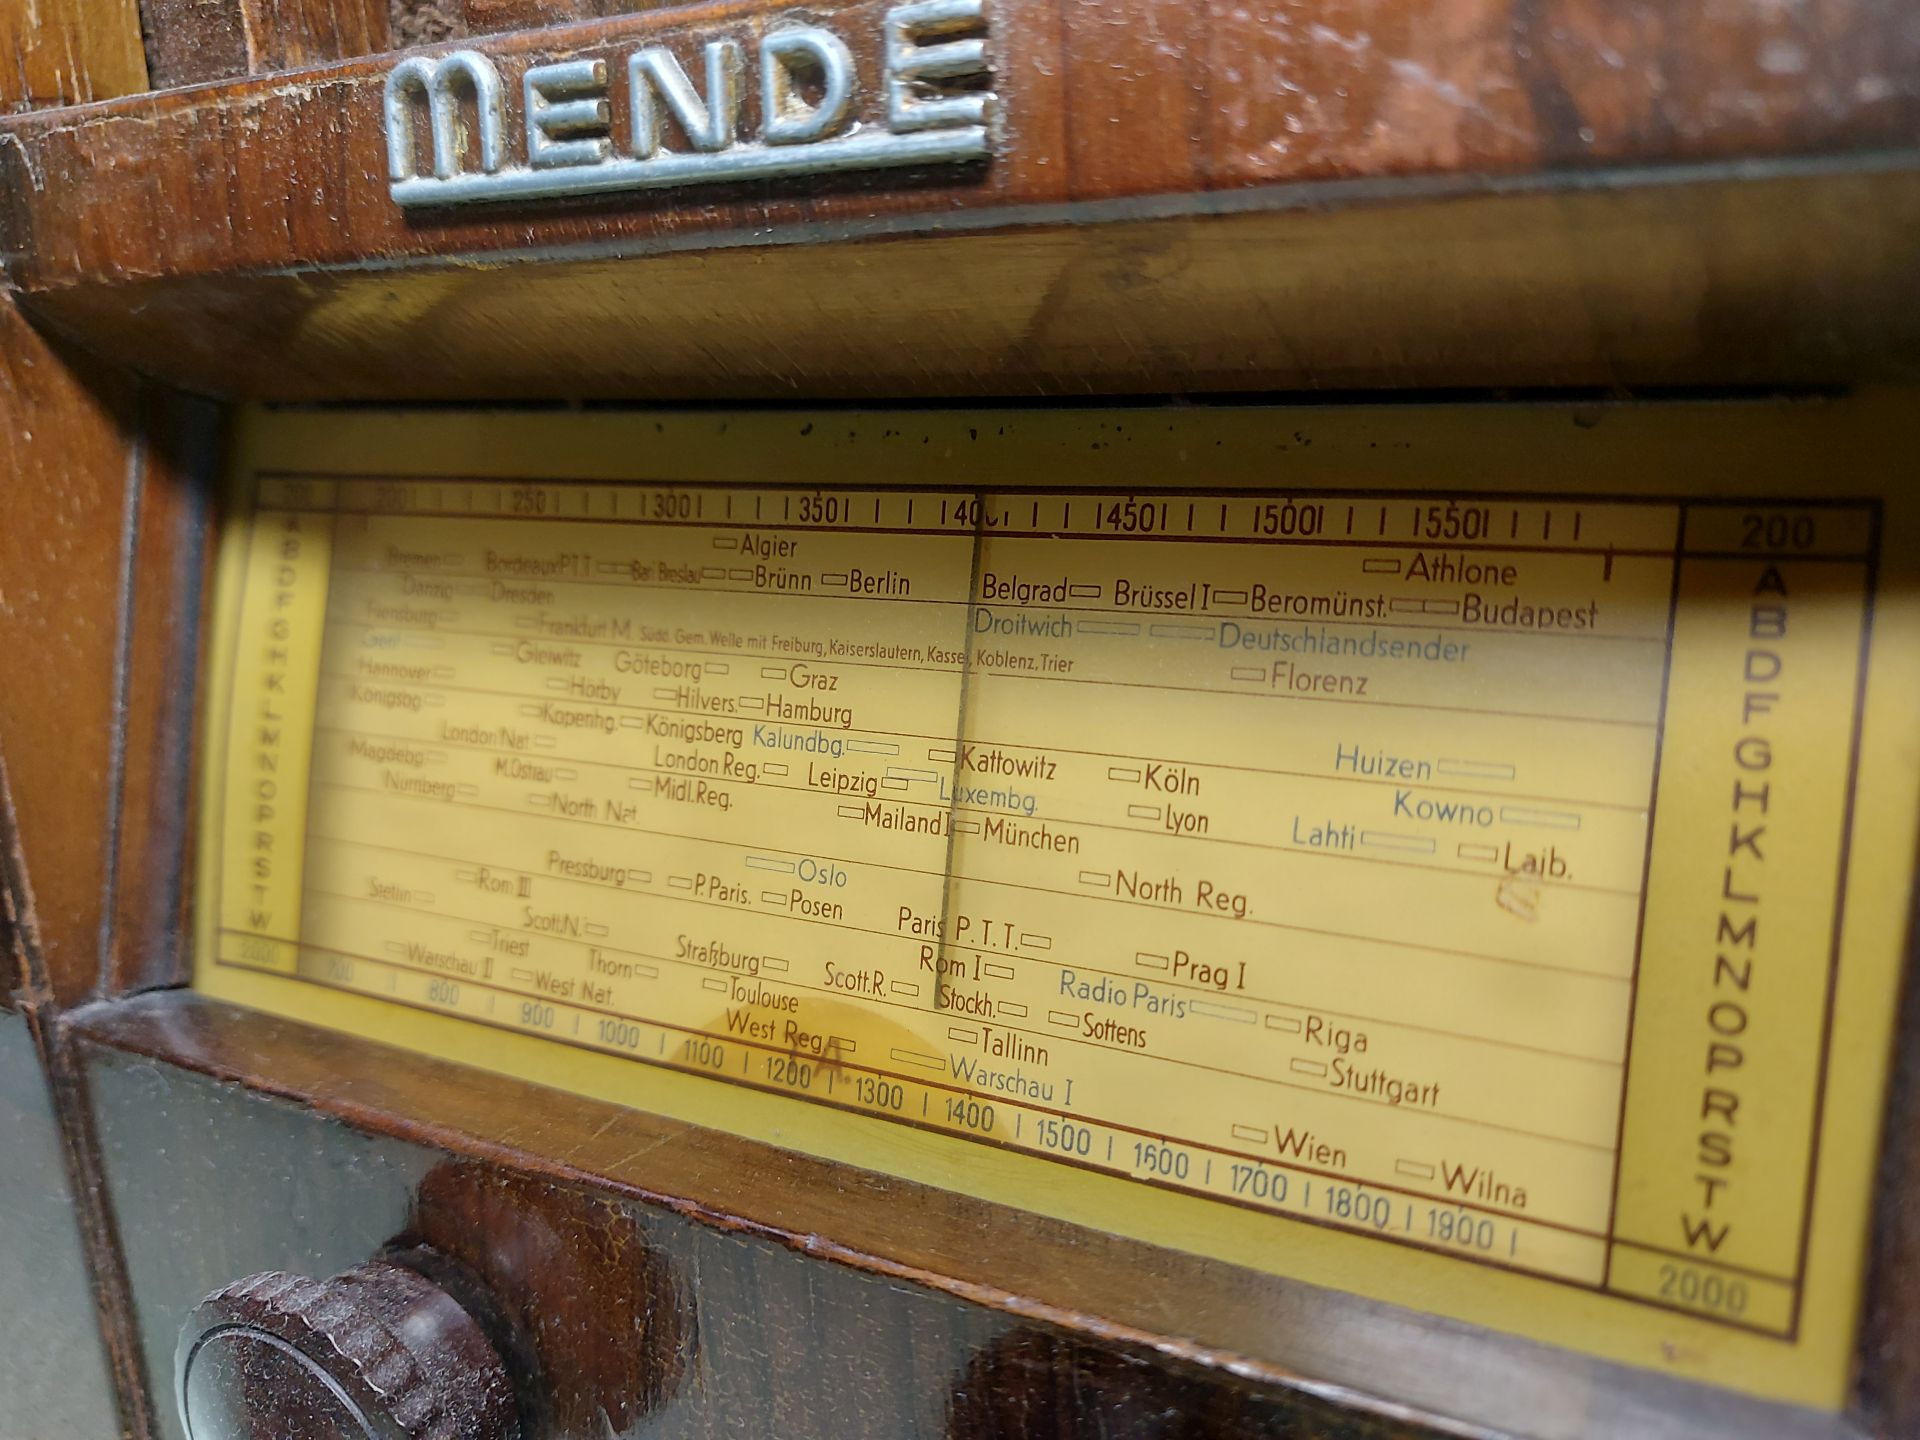 MENDE
200 250 300 350 400 450 500 550 200
Algier Athlone
Bremen Bordeaux P.T.T. Bari Breslau Brünn Berlin Belgrad Brüssel I Beromünst. Budapest
Danzig Dresden Droitwich Deutschlandsender
Flensburg Frankfurt M. Südd. Gem. Welle mit Freiburg, Kaiserslautern, Kassel, Koblenz, Trier Florenz
Genf Gleiwitz Göteborg Graz
Hannover Hörby Hilvers. Hamburg Huizen
Königsbg Kopenhg. Königsberg Kalundbg. Kattowitz Köln Kowno
London Nat London Reg. Leipzig Luxembg. Lyon Lahti Laib.
Magdebg M.Ostrau Midl.Reg. Mailand I München
Nürnberg North Nat. North Reg.
Oslo
Pressburg P.Paris. Posen Paris P.T.T. Prag I
Rom III Rom I Radio Paris Riga
Stettin Scott.N. Straßburg Scott.R. Stockh. Sottens Stuttgart
Triest Thorn Toulouse Tallinn
Warschau II West Nat. West Reg. Warschau I Wien Wilna
2000 700 800 900 1000 1100 1200 1300 1400 1500 1600 1700 1800 1900 2000
A
B
D
F
G
H
K
L
M
N
O
P
R
S
T
W
A
B
D
F
G
H
K
L
M
N
O
P
R
S
T
W